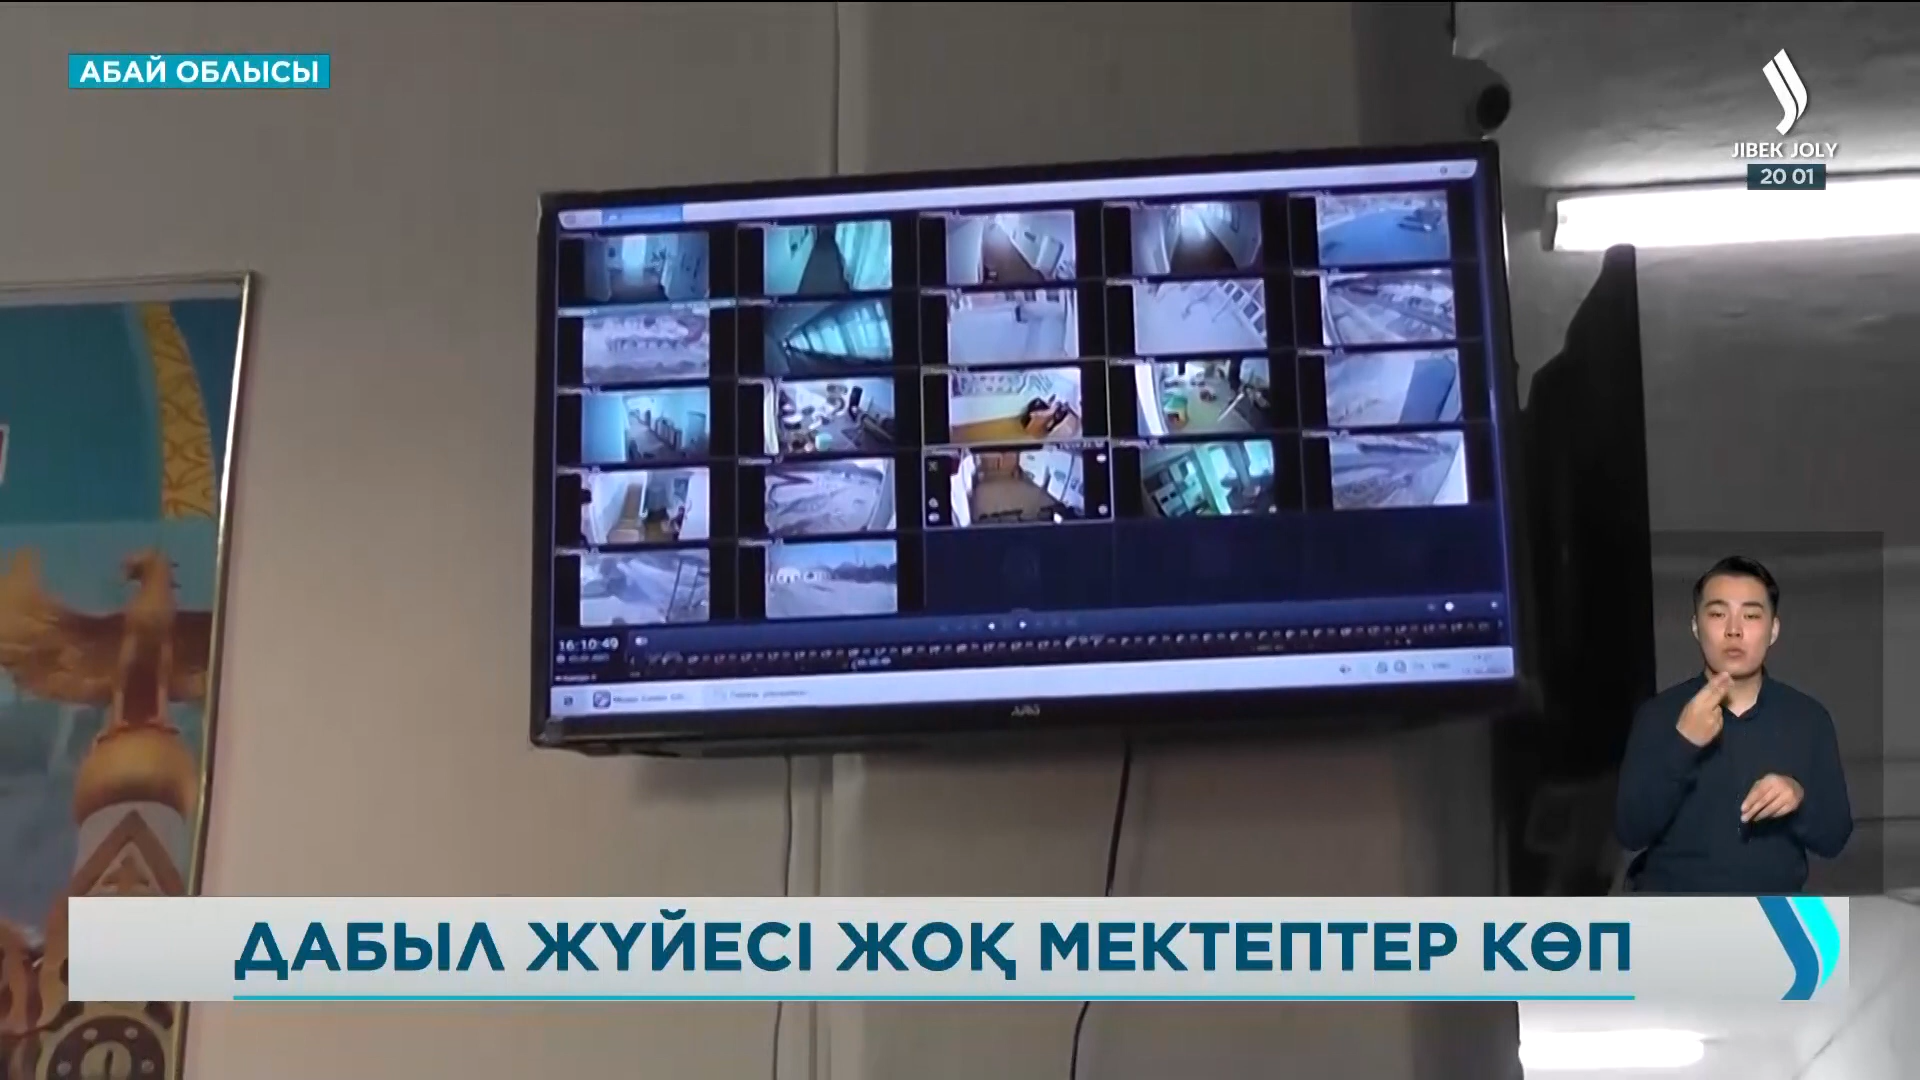 АБАЙ ОБЛЫСЫ
JIBEK JOLY
20 01
16:10:49
ДАБЫЛ ЖҮЙЕСІ ЖОҚ МЕКТЕПТЕР КӨП